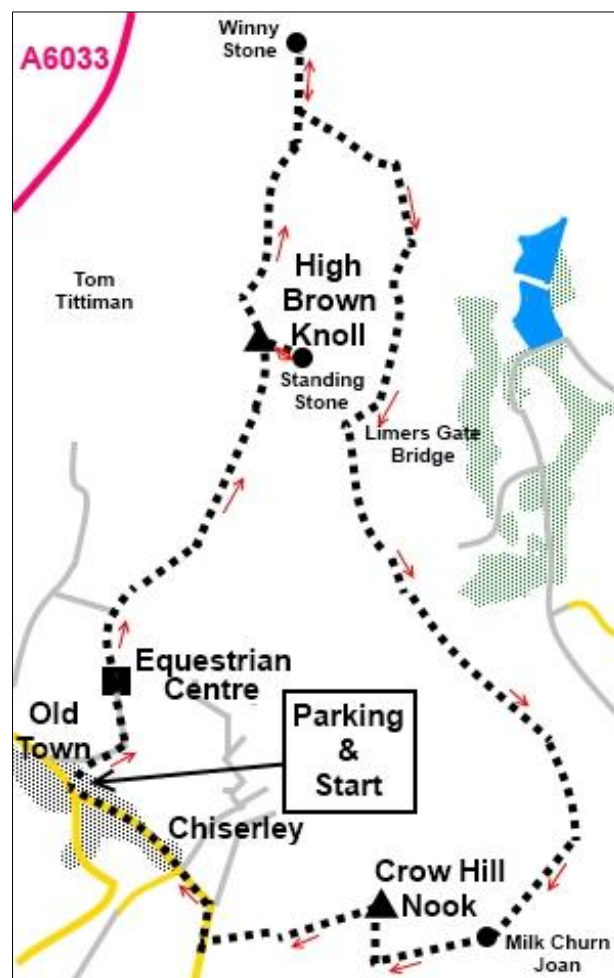 Winny
Stone
A6033
High
Brown
Knoll
Tom
Tittiman
Standing
Stone
Limers Gate
Bridge
Equestrian
Centre
Old
Town
Parking
&
Start
Chiserley
Crow Hill
Nook
Milk Churn
Joan